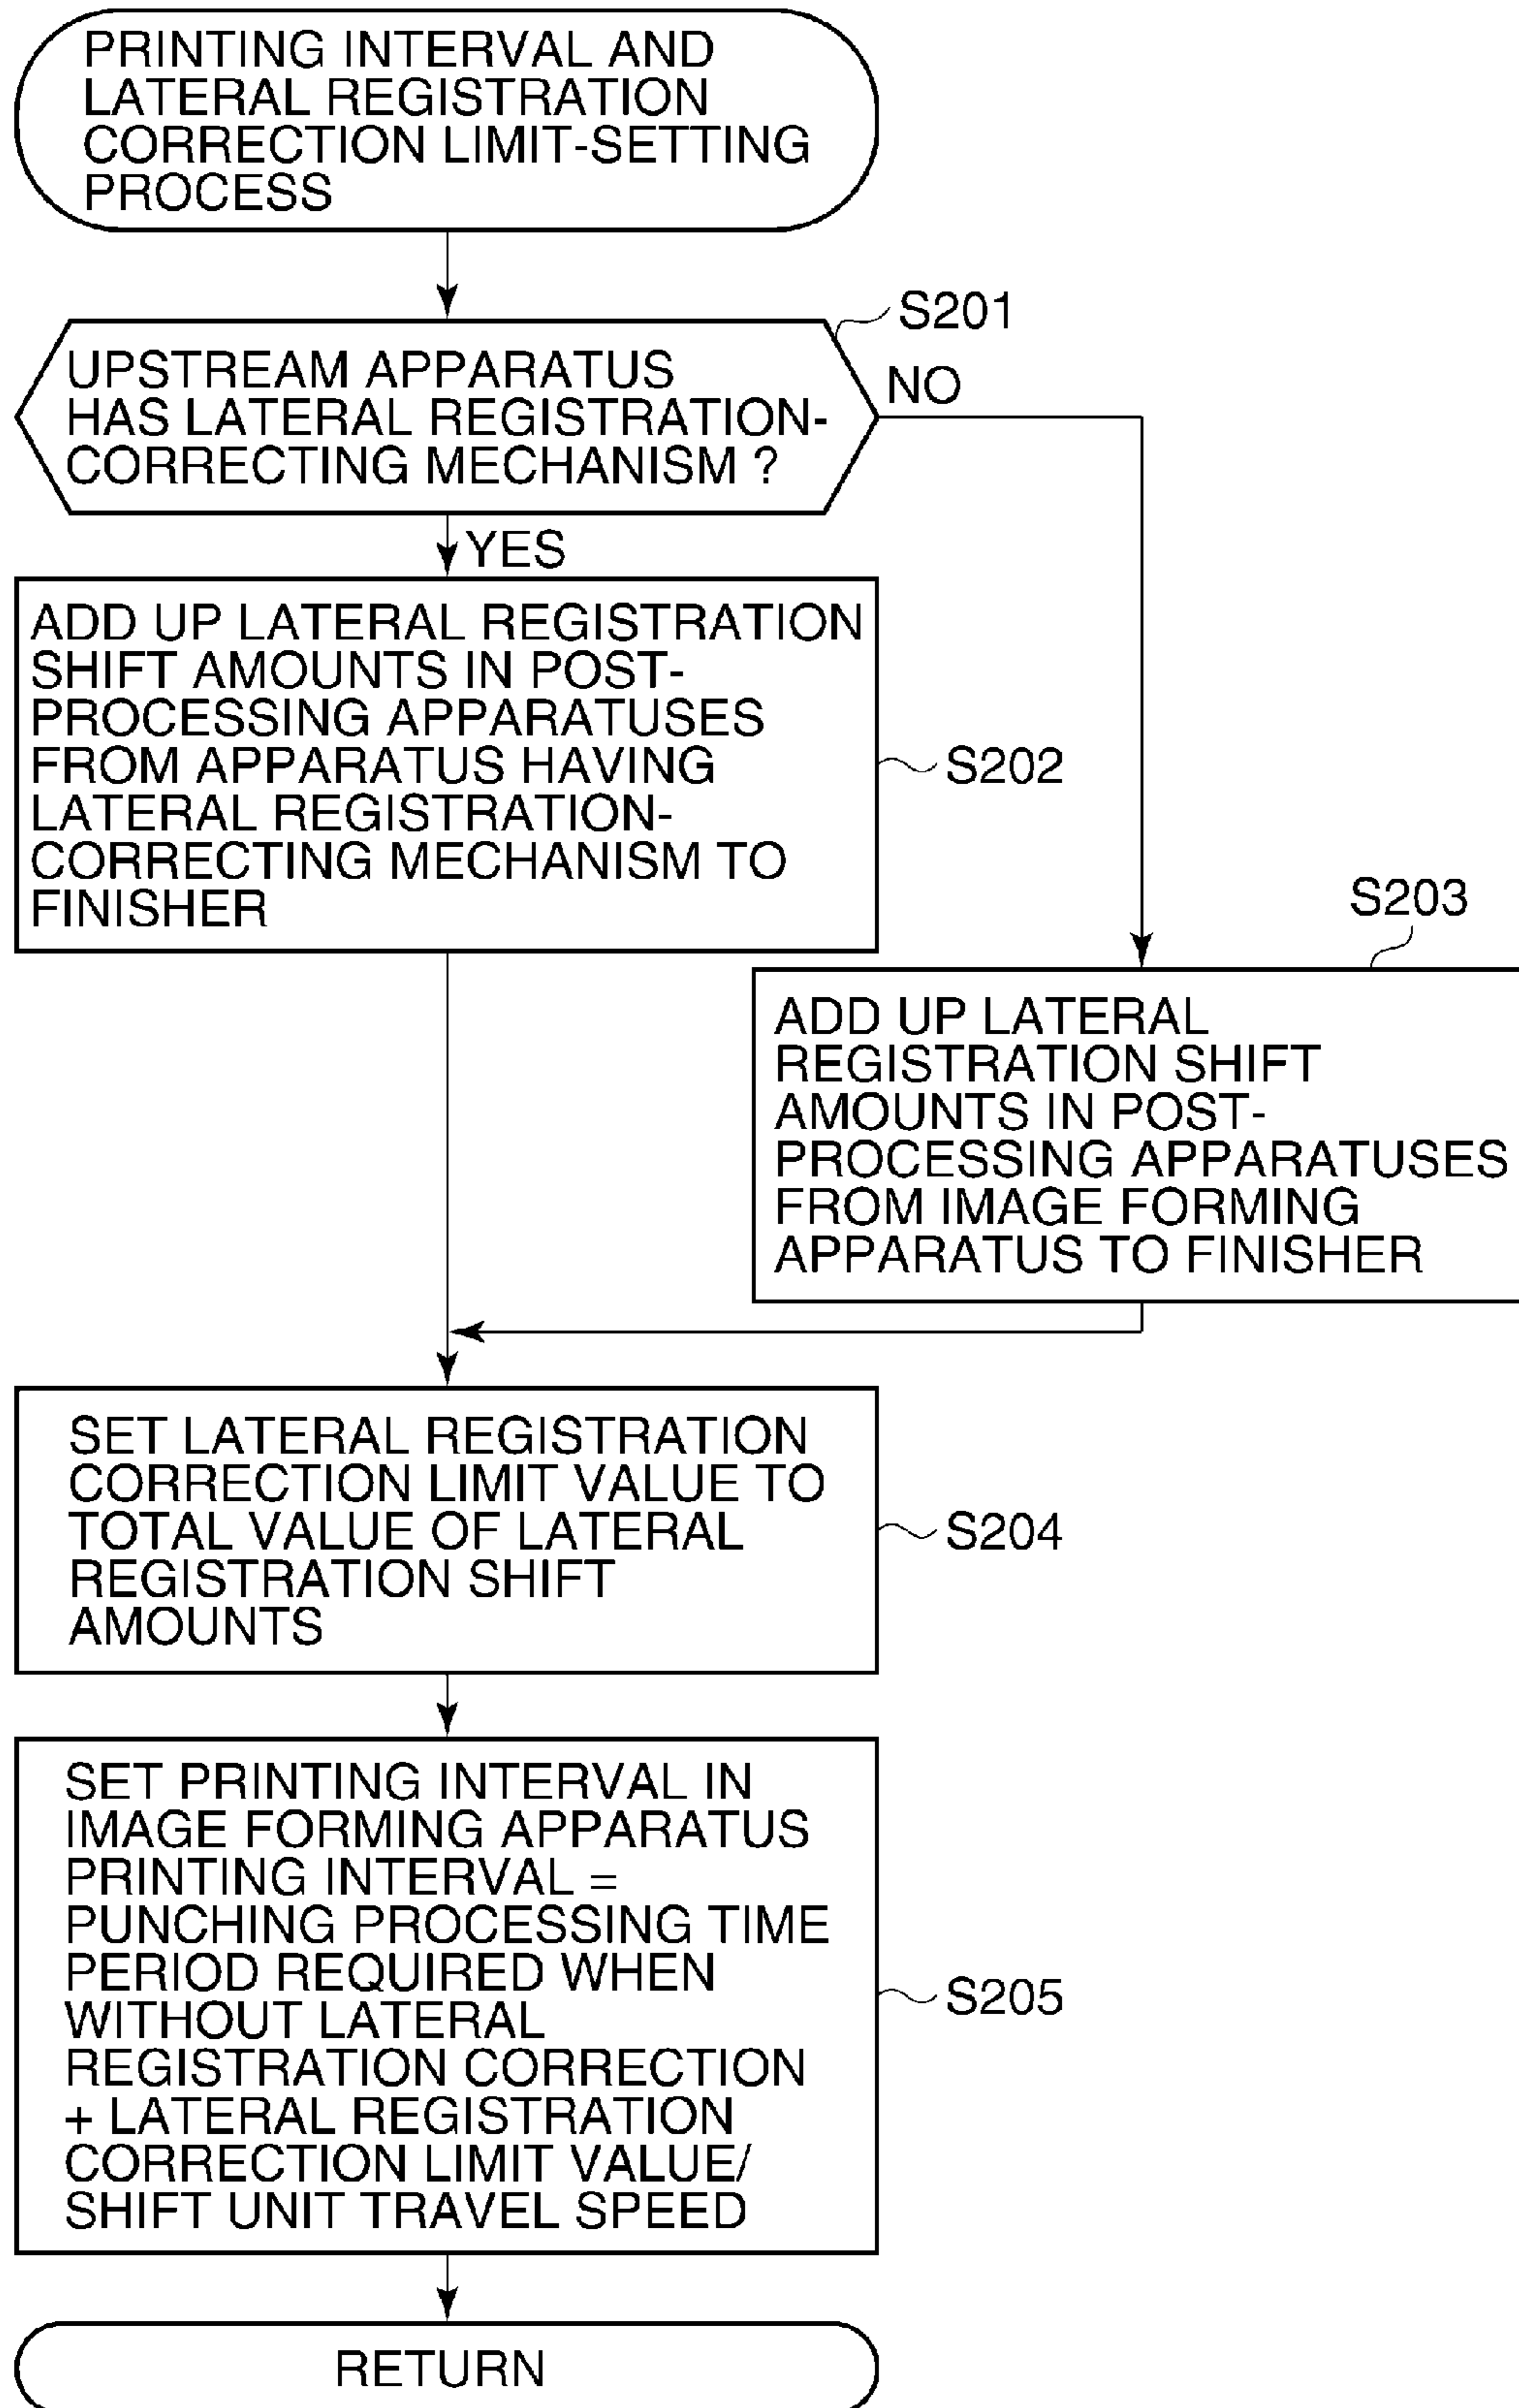 PRINTING INTERVAL AND
LATERAL REGISTRATION
CORRECTION LIMIT-SETTING
PROCESS
S201
UPSTREAM APPARATUS
HAS LATERAL REGISTRATION-
CORRECTING MECHANISM ?
NO
YES
ADD UP LATERAL REGISTRATION
SHIFT AMOUNTS IN POST-
PROCESSING APPARATUSES
FROM APPARATUS HAVING
LATERAL REGISTRATION-
CORRECTING MECHANISM TO
FINISHER
S202
S203
ADD UP LATERAL
REGISTRATION SHIFT
AMOUNTS IN POST-
PROCESSING APPARATUSES
FROM IMAGE FORMING
APPARATUS TO FINISHER
SET LATERAL REGISTRATION
CORRECTION LIMIT VALUE TO
TOTAL VALUE OF LATERAL
REGISTRATION SHIFT
AMOUNTS
S204
SET PRINTING INTERVAL IN
IMAGE FORMING APPARATUS
PRINTING INTERVAL =
PUNCHING PROCESSING TIME
PERIOD REQUIRED WHEN
WITHOUT LATERAL
REGISTRATION CORRECTION
+ LATERAL REGISTRATION
CORRECTION LIMIT VALUE/
SHIFT UNIT TRAVEL SPEED
S205
RETURN